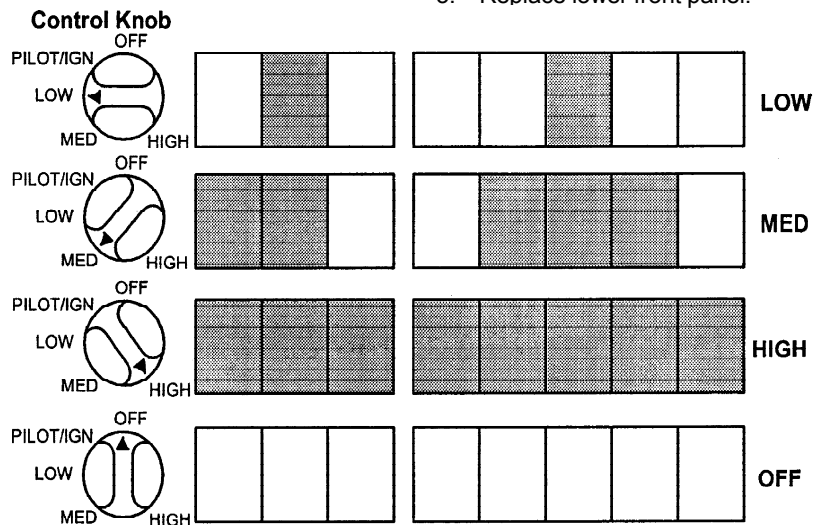 Replace lower front panel.
Control Knob
OFF
PILOT/IGN
LOW
MED
HIGH
LOW
OFF
PILOT/IGN
LOW
MED
HIGH
MED
OFF
PILOT/IGN
LOW
MED
HIGH
HIGH
OFF
PILOT/IGN
LOW
MED
HIGH
OFF